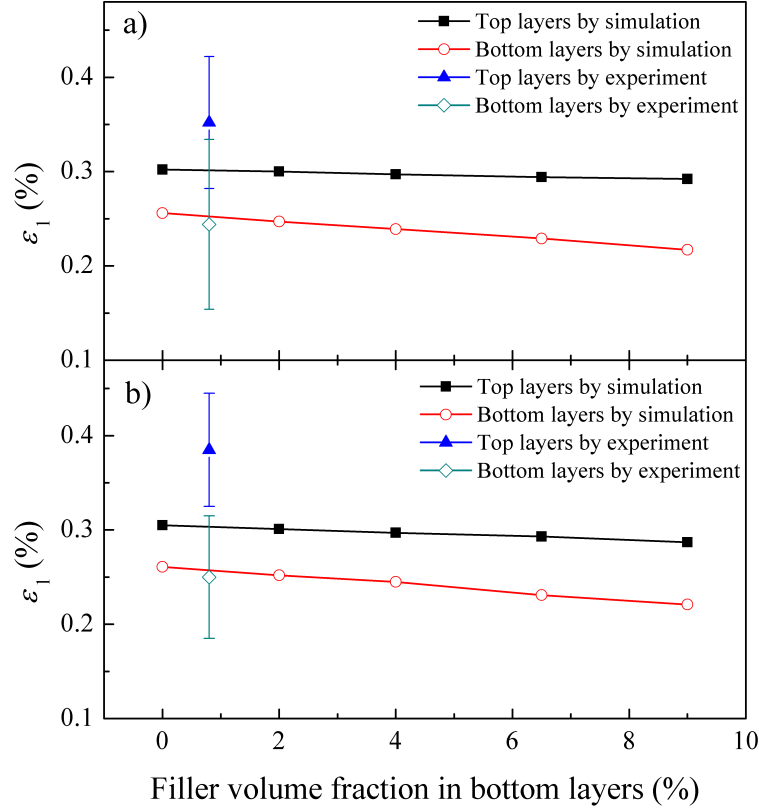 a)
Top layers by simulation
Bottom layers by simulation
Top layers by experiment
Bottom layers by experiment
0.4
0.3
0.2
0.1
ε₁ (%)
b)
Top layers by simulation
Bottom layers by simulation
Top layers by experiment
Bottom layers by experiment
0.4
0.3
0.2
0.1
ε₁ (%)
0 2 4 6 8 10
Filler volume fraction in bottom layers (%)